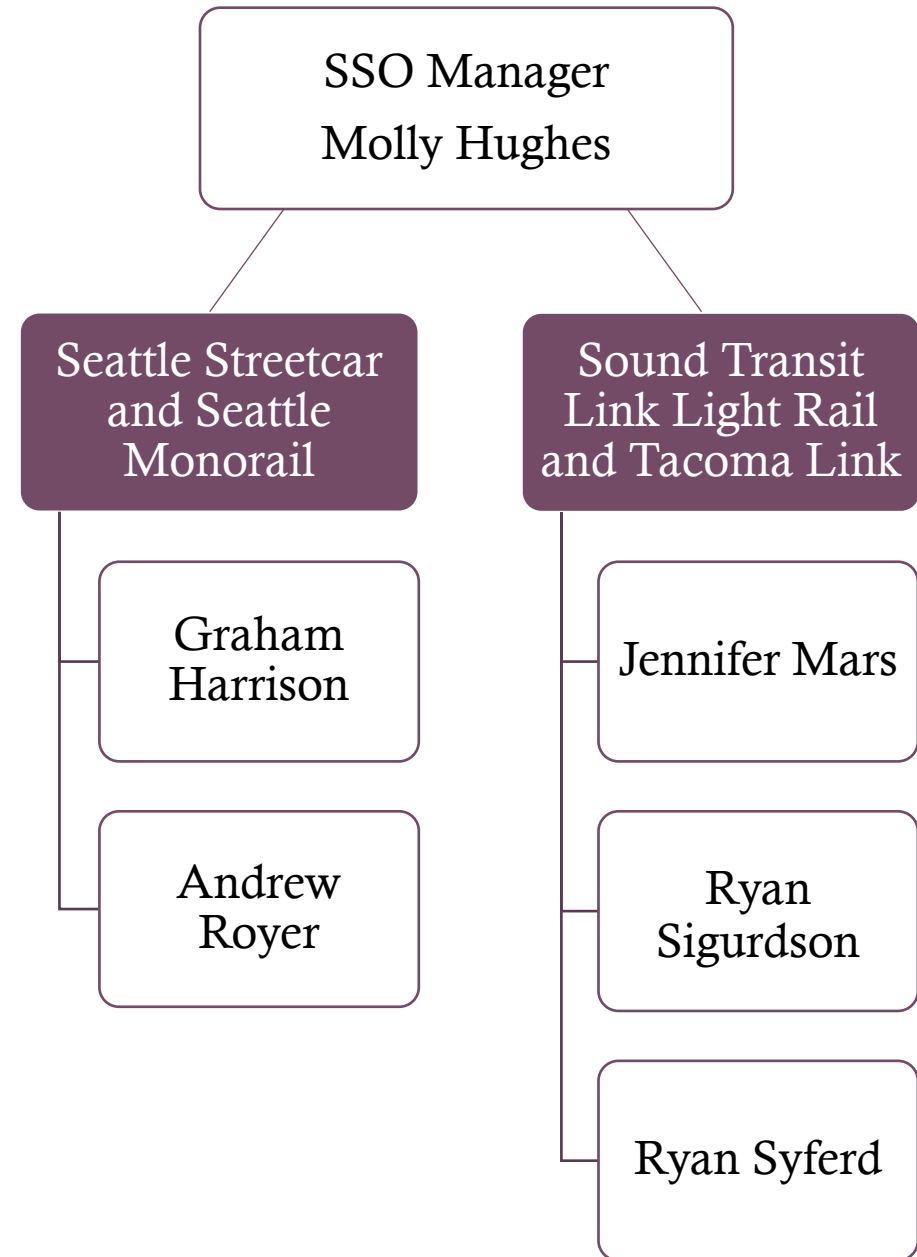 SSO Manager
Molly Hughes
Seattle Streetcar
and Seattle
Monorail
Graham
Harrison
Andrew
Royer
Sound Transit
Link Light Rail
and Tacoma Link
Jennifer Mars
Ryan
Sigurdson
Ryan Syferd